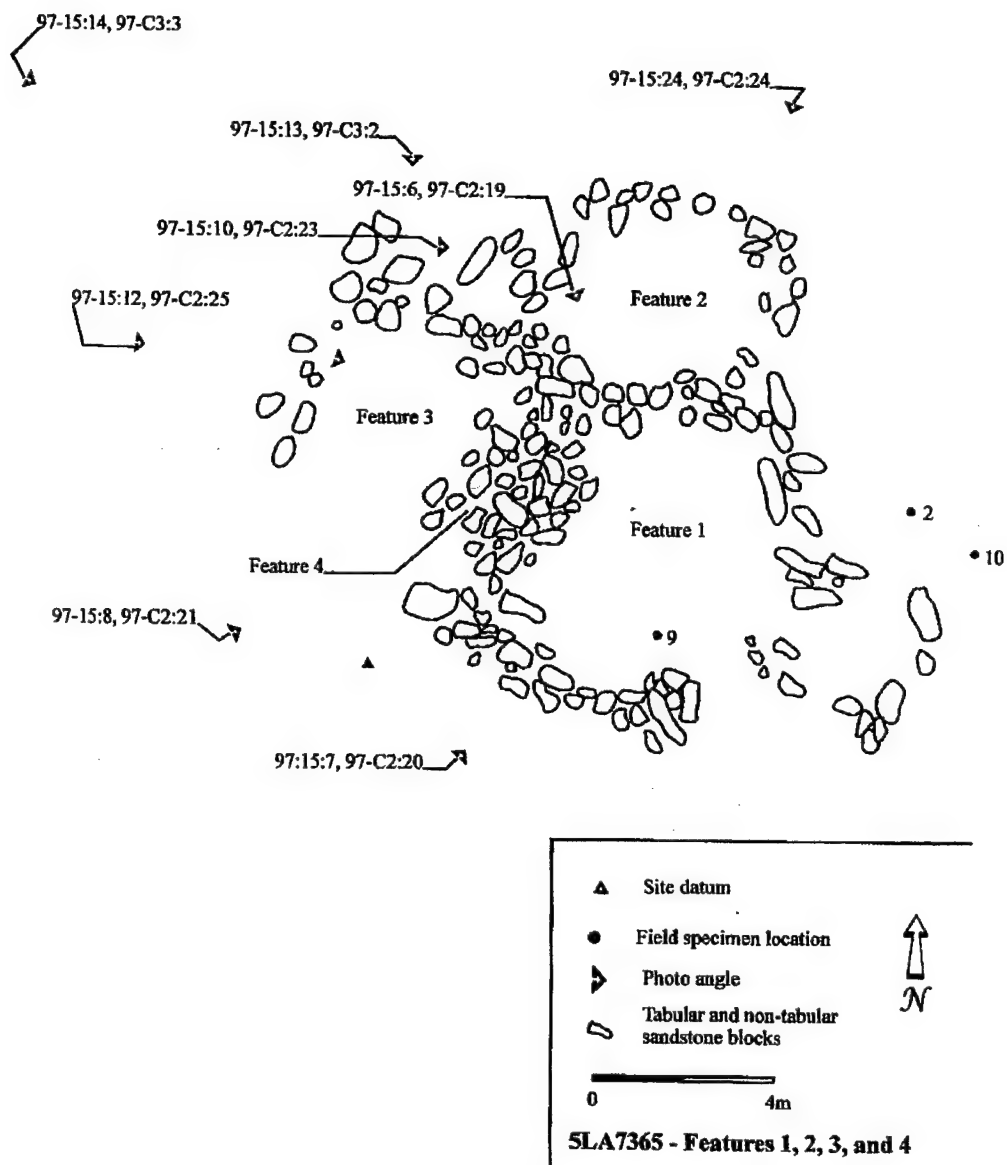 97-15:14, 97-C3:3
97-15:24, 97-C2:24
97-15:13, 97-C3:2
97-15:6, 97-C2:19
97-15:10, 97-C2:23
Feature 2
97-15:12, 97-C2:25
Feature 3
2
Feature 1
10
Feature 4
97-15:8, 97-C2:21
9
97:15:7, 97-C2:20
Site datum
Field specimen location
Photo angle
Tabular and non-tabular
sandstone blocks
N
0 4m
5LA7365 - Features 1, 2, 3, and 4